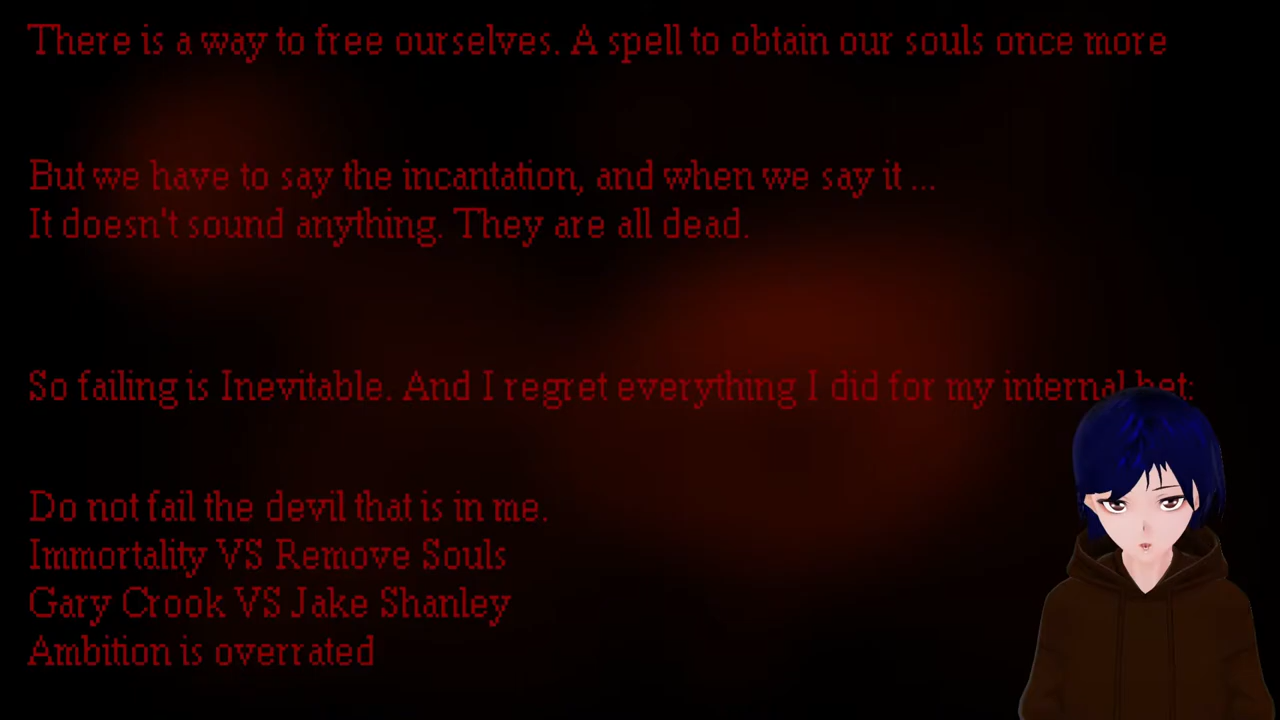 There is a way to free ourselves. A spell to obtain our souls once more
But we have to say the incantation, and when we say it ...
It doesn't sound anything. They are all dead.
So failing is Inevitable. And I regret everything I did for my internal bet:
Do not fail the devil that is in me.
Immortality VS Remove Souls
Gary Crook VS Jake Shanley
Ambition is overrated